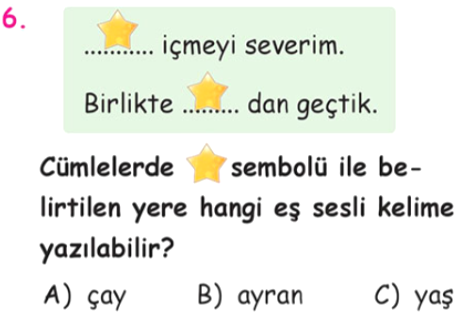 6.
........... içmeyi severim.
Birlikte ......... dan geçtik.
Cümlelerde sembolü ile be-
lirtilen yere hangi eş sesli kelime
yazılabilir?
A) çay B) ayran C) yaş